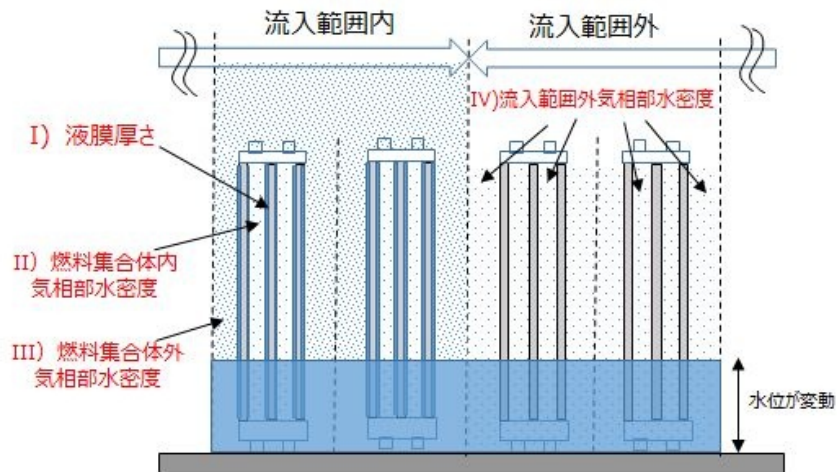 流入範囲内
流入範囲外
I) 液膜厚さ
IV)流入範囲外気相部水密度
II) 燃料集合体内
気相部水密度
III) 燃料集合体外
気相部水密度
水位が変動